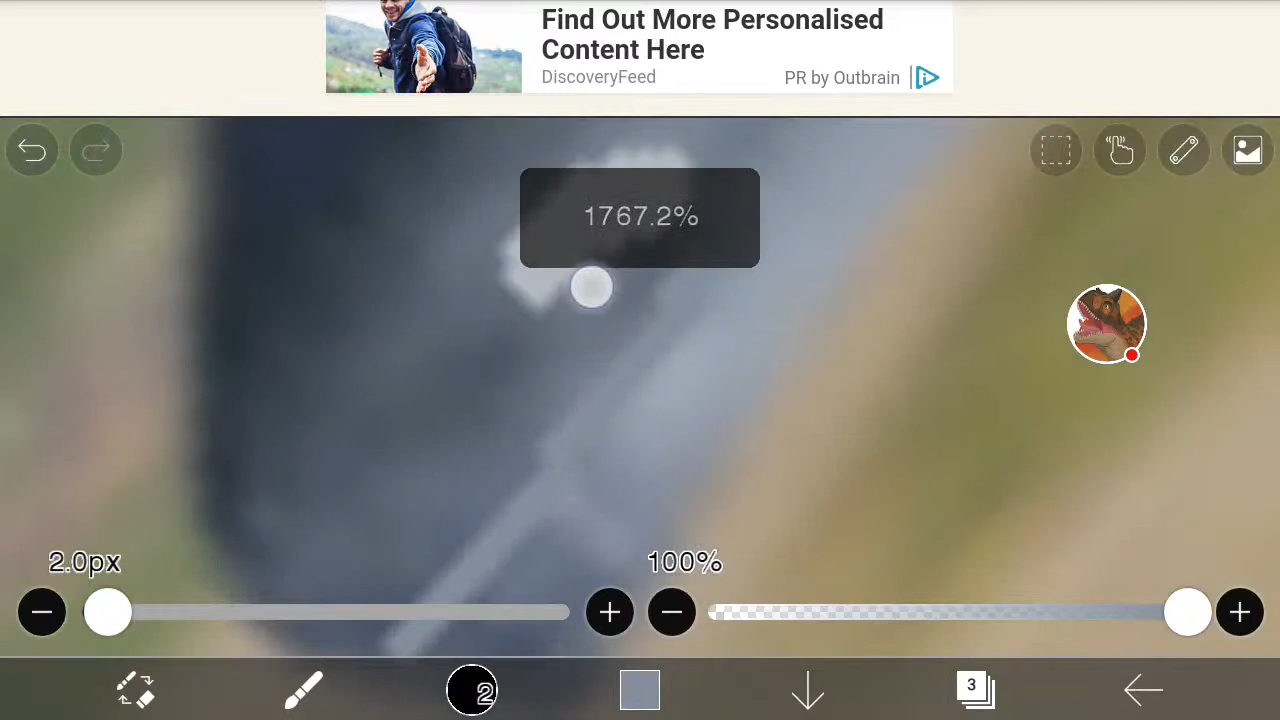 Find Out More Personalised
Content Here
DiscoveryFeed
PR by Outbrain
1767.2%
2.0px
100%
2
3